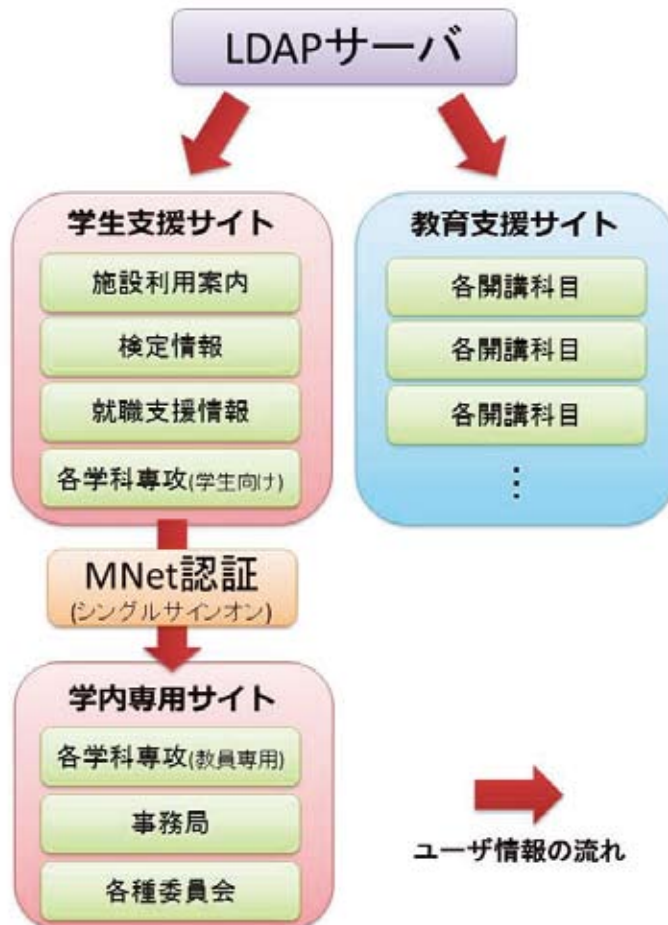 LDAPサーバ
学生支援サイト
施設利用案内
検定情報
就職支援情報
各学科専攻(学生向け)
教育支援サイト
各開講科目
各開講科目
各開講科目
⋮
MNet認証
(シングルサインオン)
学内専用サイト
各学科専攻(教員専用)
事務局
各種委員会
ユーザ情報の流れ